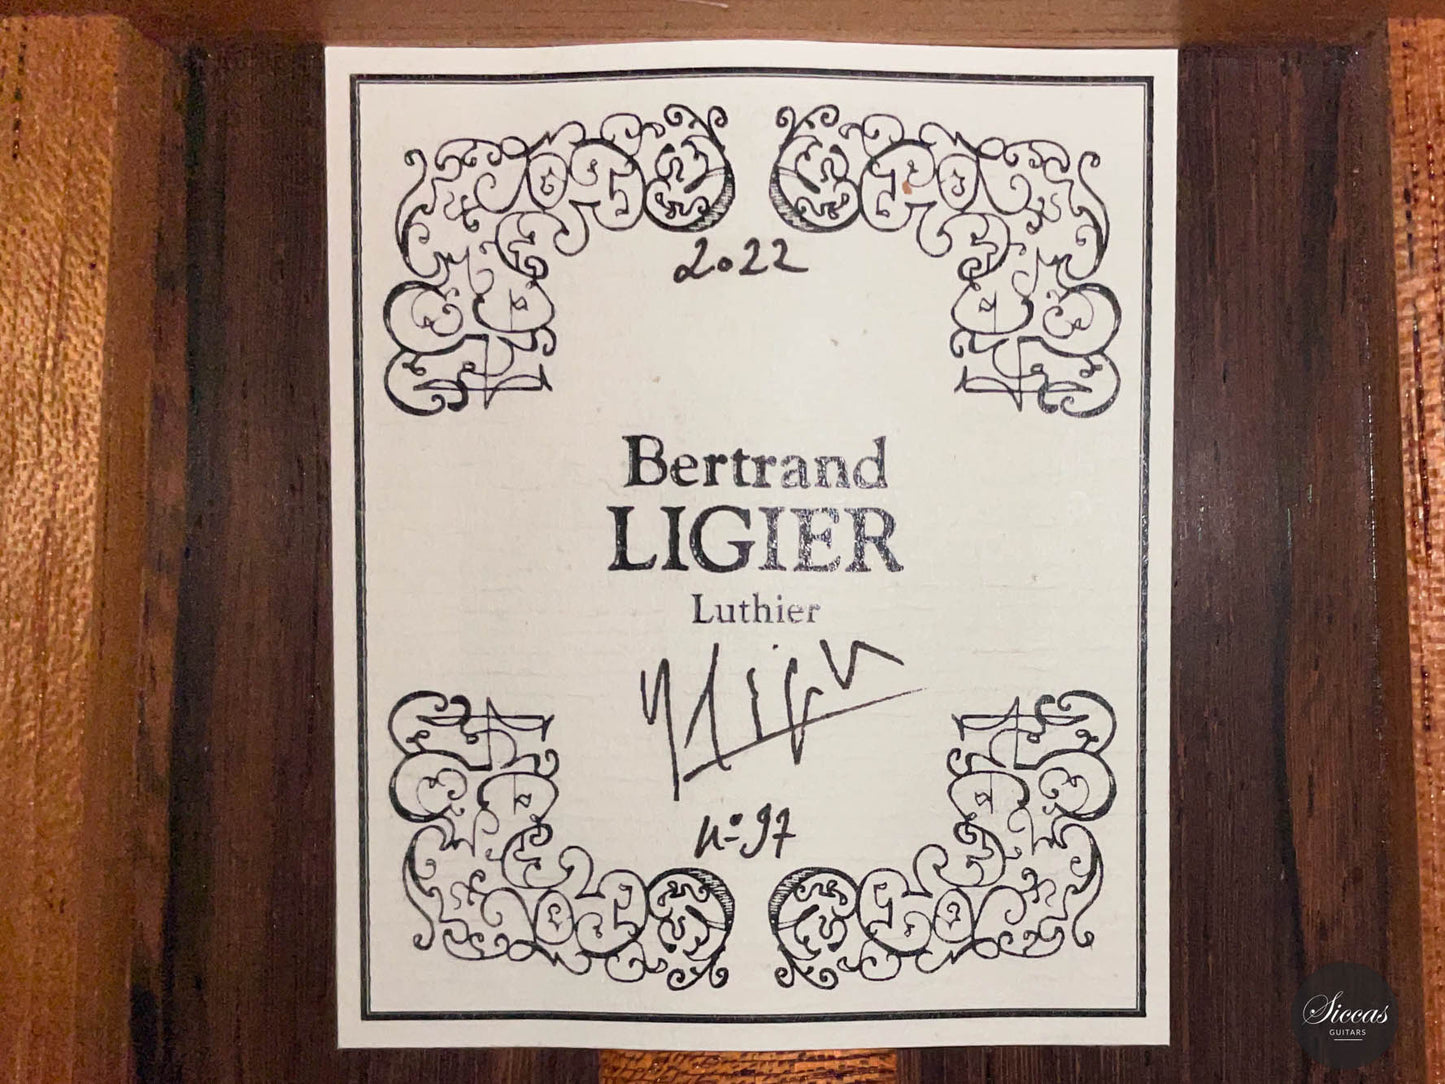 2022
Bertrand
LIGIER
Luthier
n° 97
Siccas
GUITARS